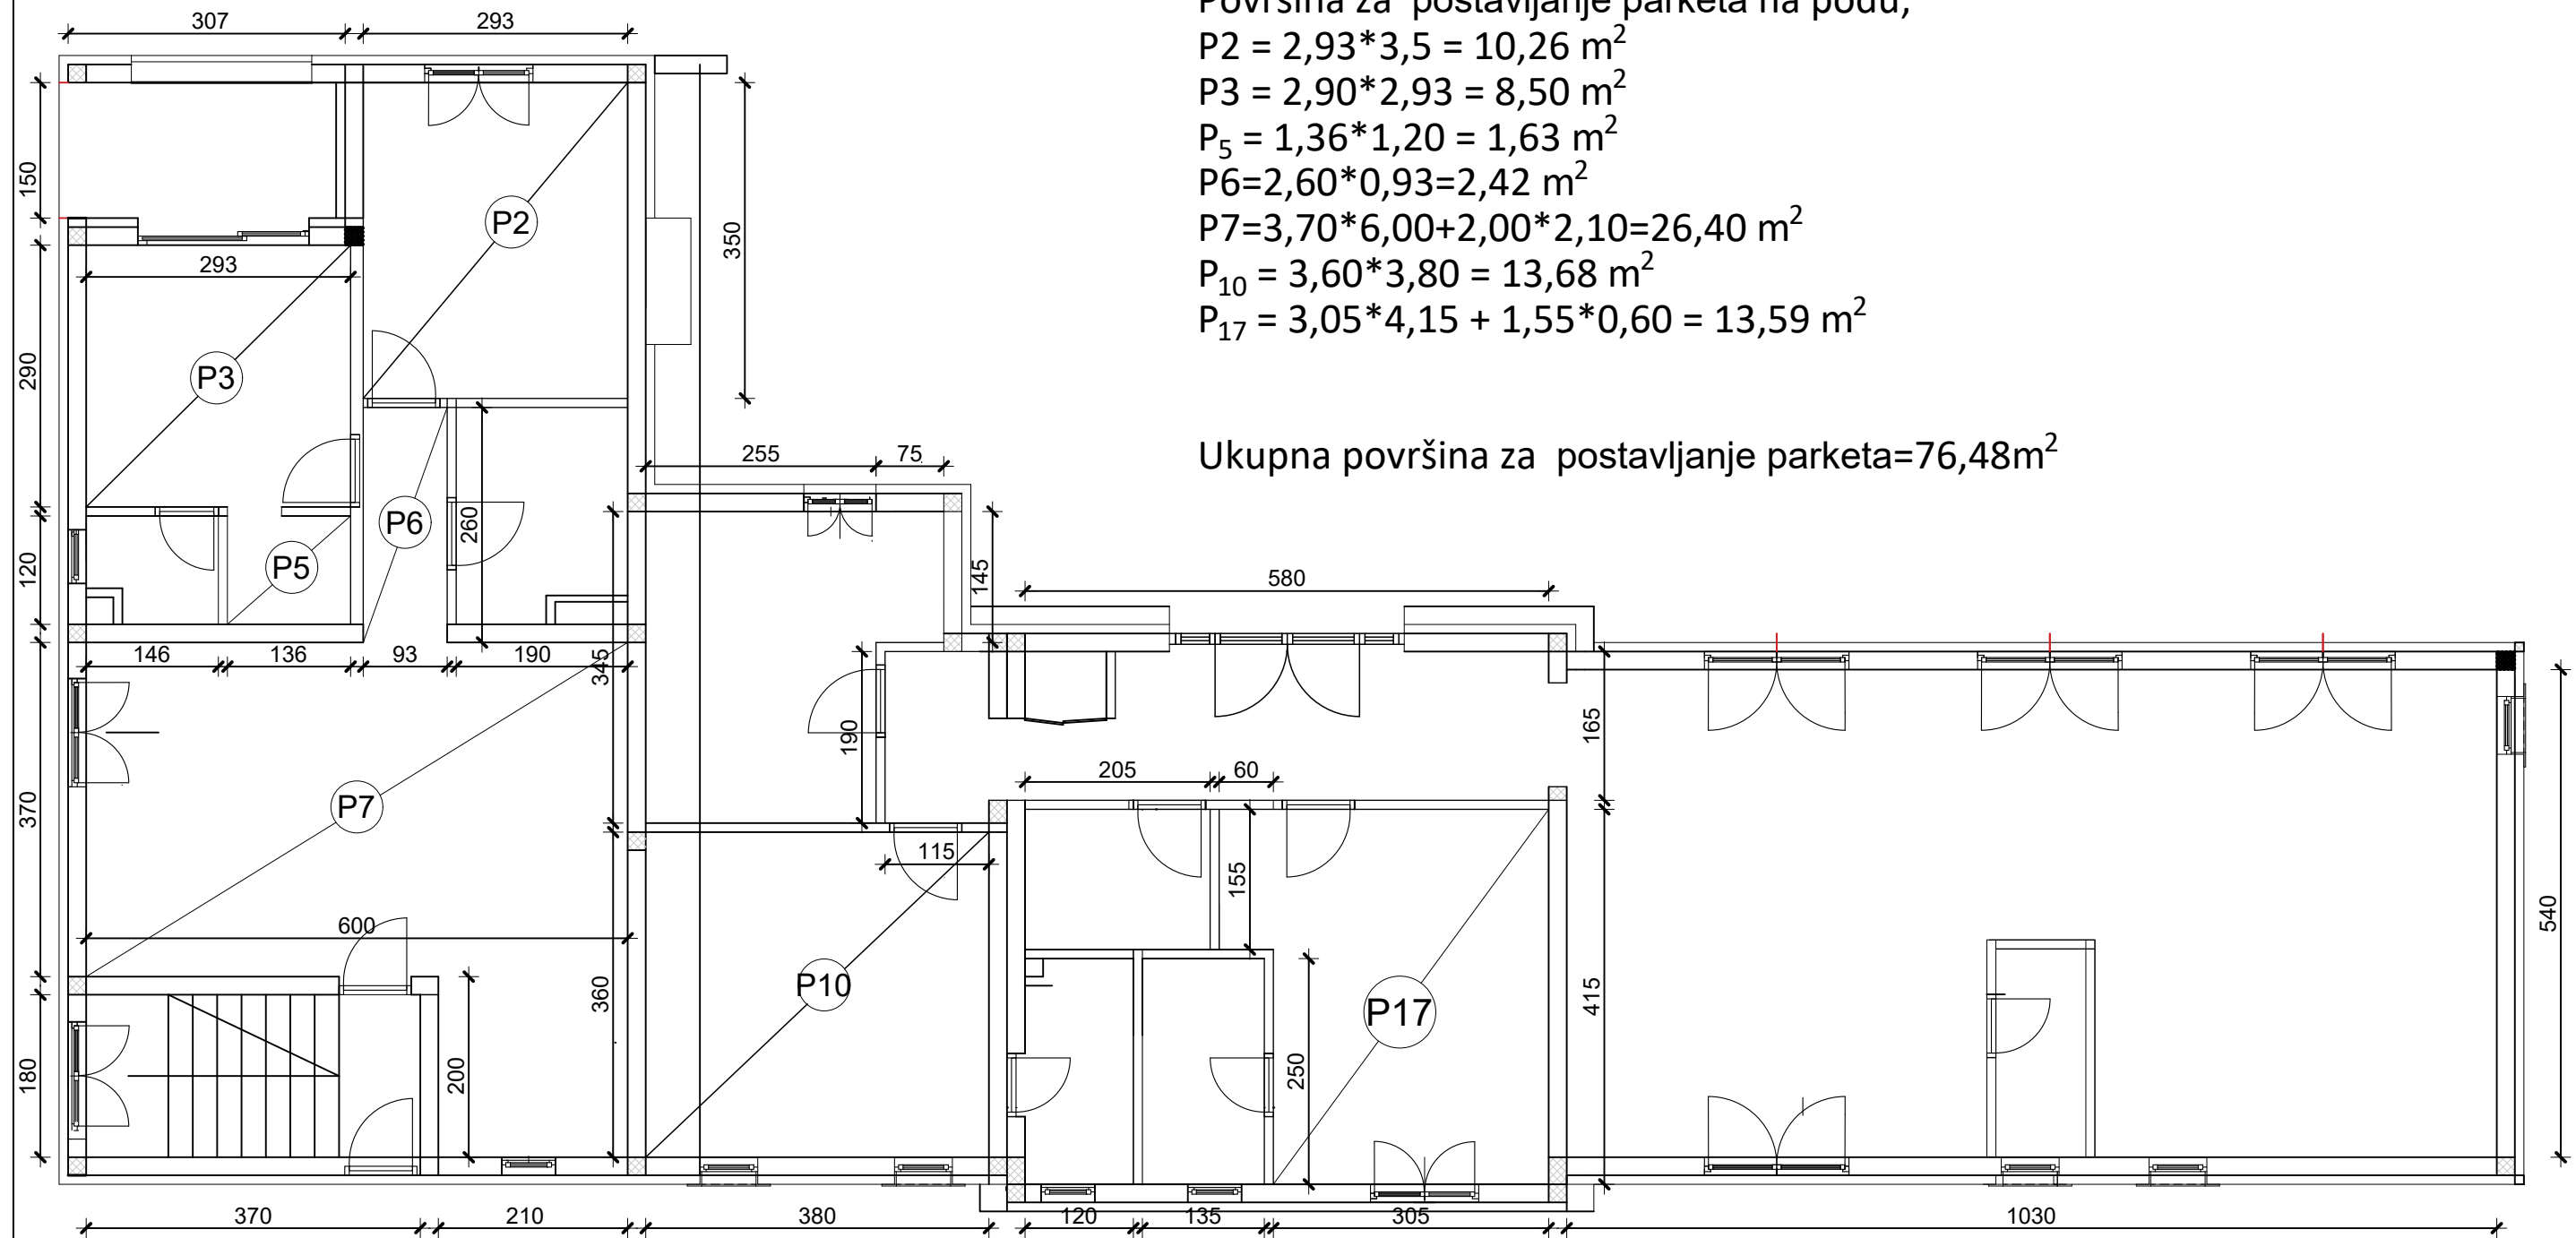 Površina za postavljanje parketa na podu;
P2 = 2,93*3,5 = 10,26 m²
P3 = 2,90*2,93 = 8,50 m²
P₅ = 1,36*1,20 = 1,63 m²
P6=2,60*0,93=2,42 m²
P7=3,70*6,00+2,00*2,10=26,40 m²
P₁₀ = 3,60*3,80 = 13,68 m²
P₁₇ = 3,05*4,15 + 1,55*0,60 = 13,59 m²
Ukupna površina za postavljanje parketa=76,48m²
307
293
150
P2
350
293
290
P3
255
75
P6
260
120
P5
145
580
146
136
93
190
345
190
165
205
60
370
P7
115
155
600
540
360
P10
415
P17
180
200
250
370
210
380
120
135
305
1030